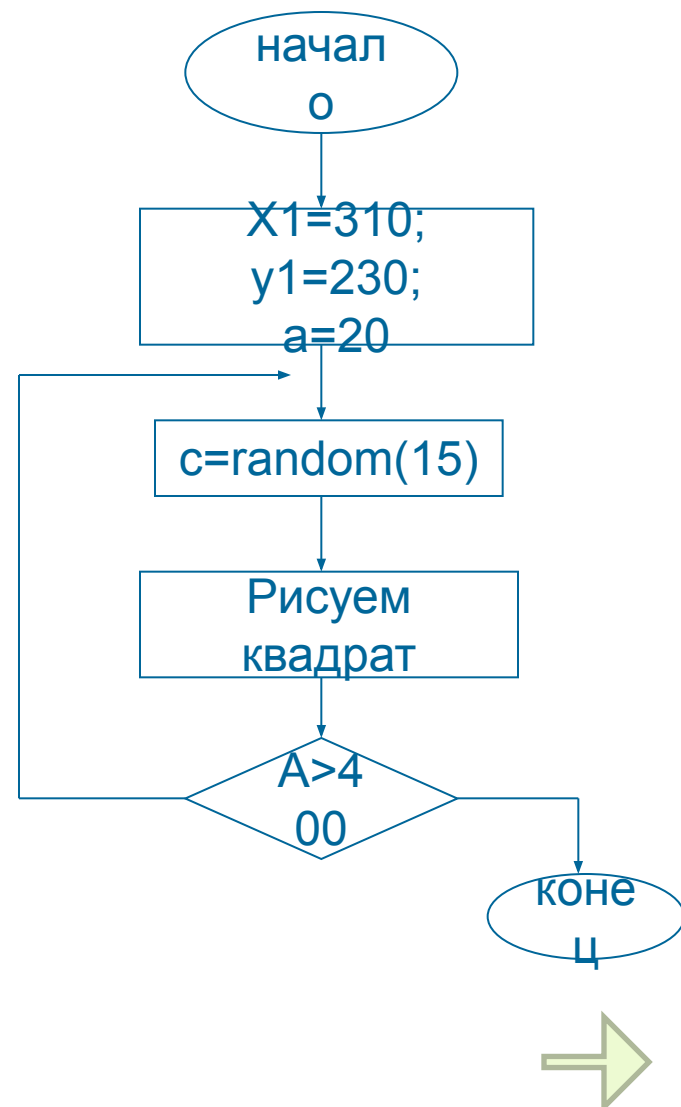 начал
о
X1=310;
y1=230;
a=20
c=random(15)
Рисуем
квадрат
A>4
00
коне
ц